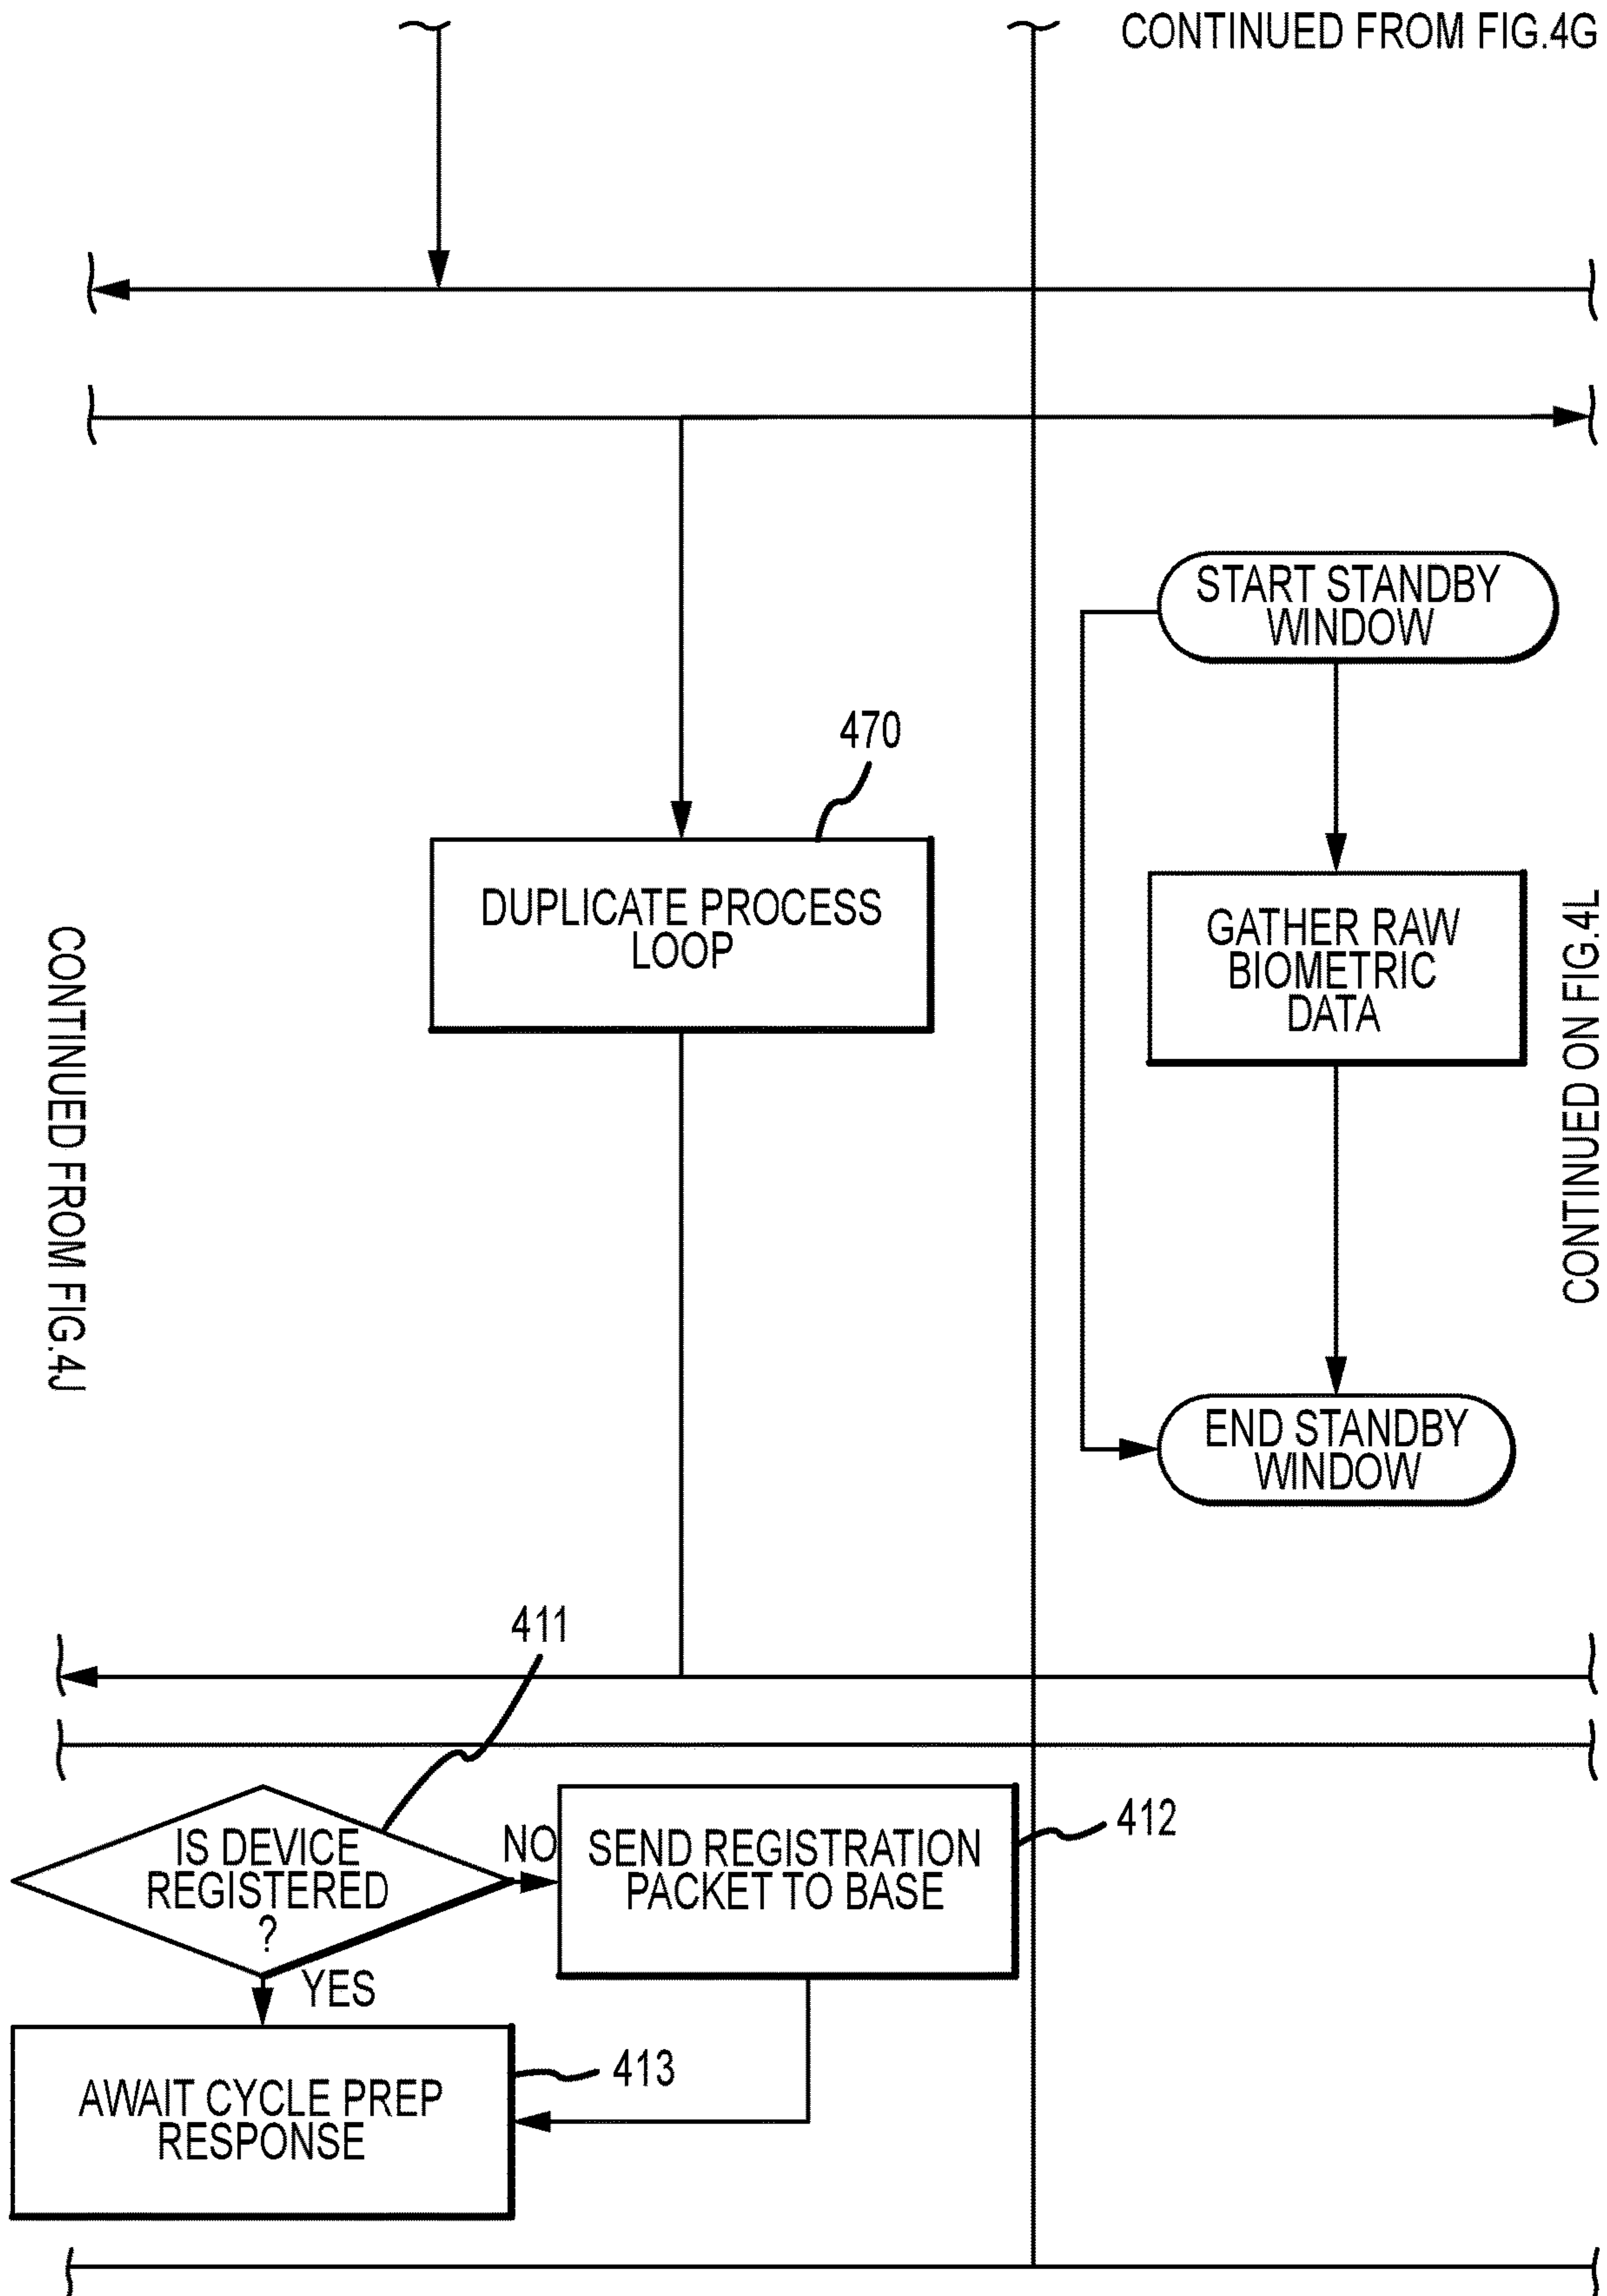 CONTINUED FROM FIG.4G
START STANDBY
WINDOW
470
DUPLICATE PROCESS
LOOP
GATHER RAW
BIOMETRIC
DATA
CONTINUED FROM FIG.4J
CONTINUED ON FIG.4L
END STANDBY
WINDOW
411
IS DEVICE
REGISTERED
?
NO
SEND REGISTRATION
PACKET TO BASE
412
YES
AWAIT CYCLE PREP
RESPONSE
413